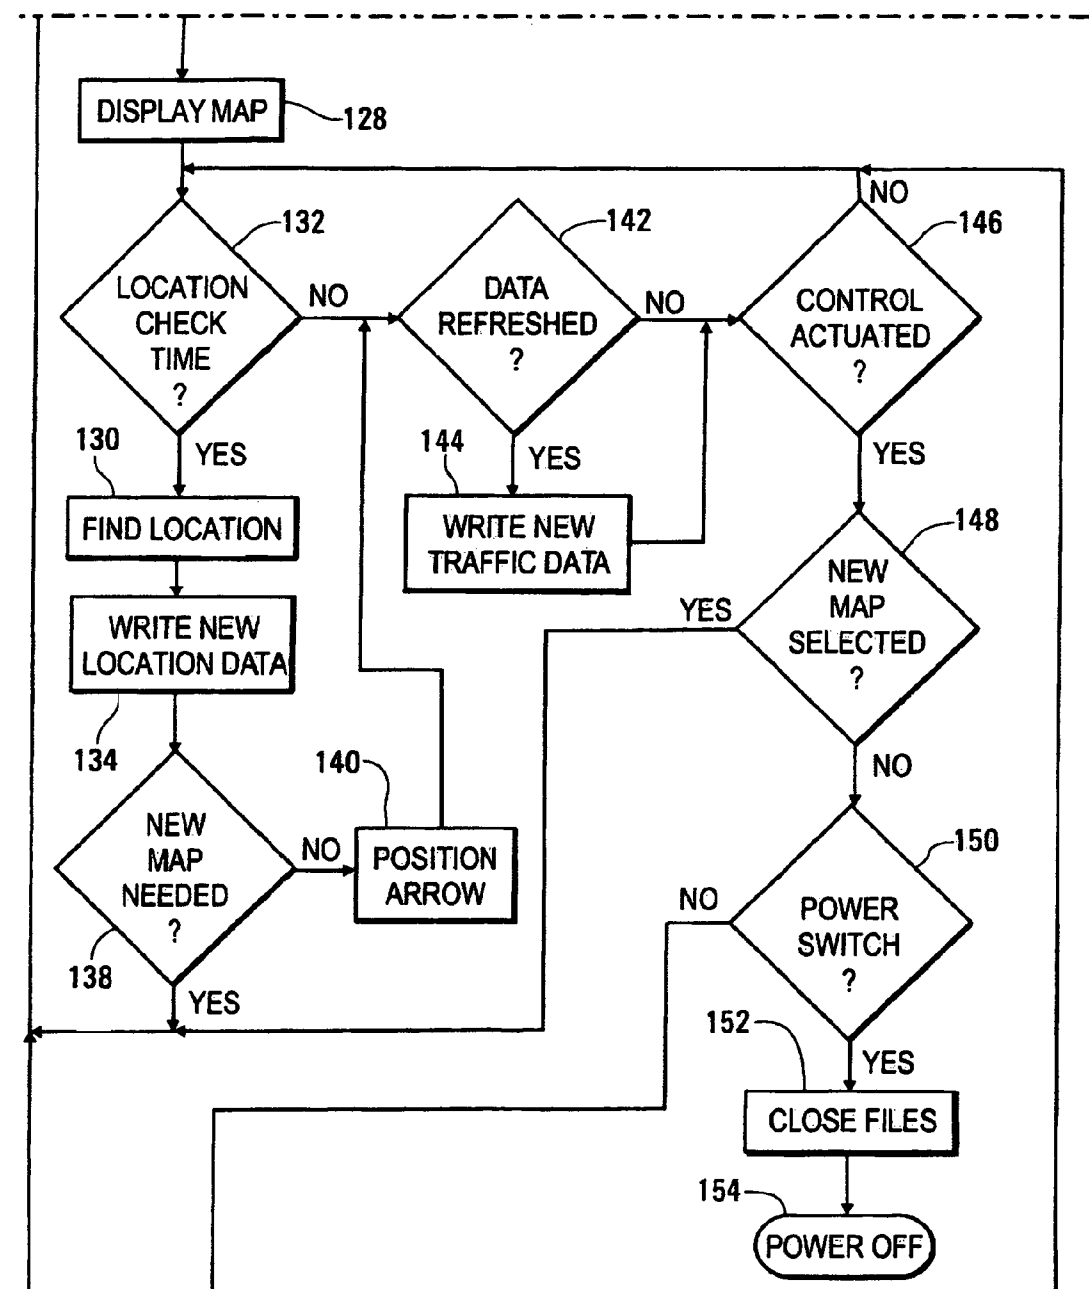 DISPLAY MAP
128
NO
132
142
146
LOCATION
CHECK
TIME
?
NO
DATA
REFRESHED
?
NO
CONTROL
ACTUATED
?
130
YES
144
YES
YES
FIND LOCATION
WRITE NEW
TRAFFIC DATA
148
NEW
MAP
SELECTED
?
YES
WRITE NEW
LOCATION DATA
134
140
NO
NEW
MAP
NEEDED
?
NO
POSITION
ARROW
150
POWER
SWITCH
?
NO
138
YES
152
YES
CLOSE FILES
154
POWER OFF